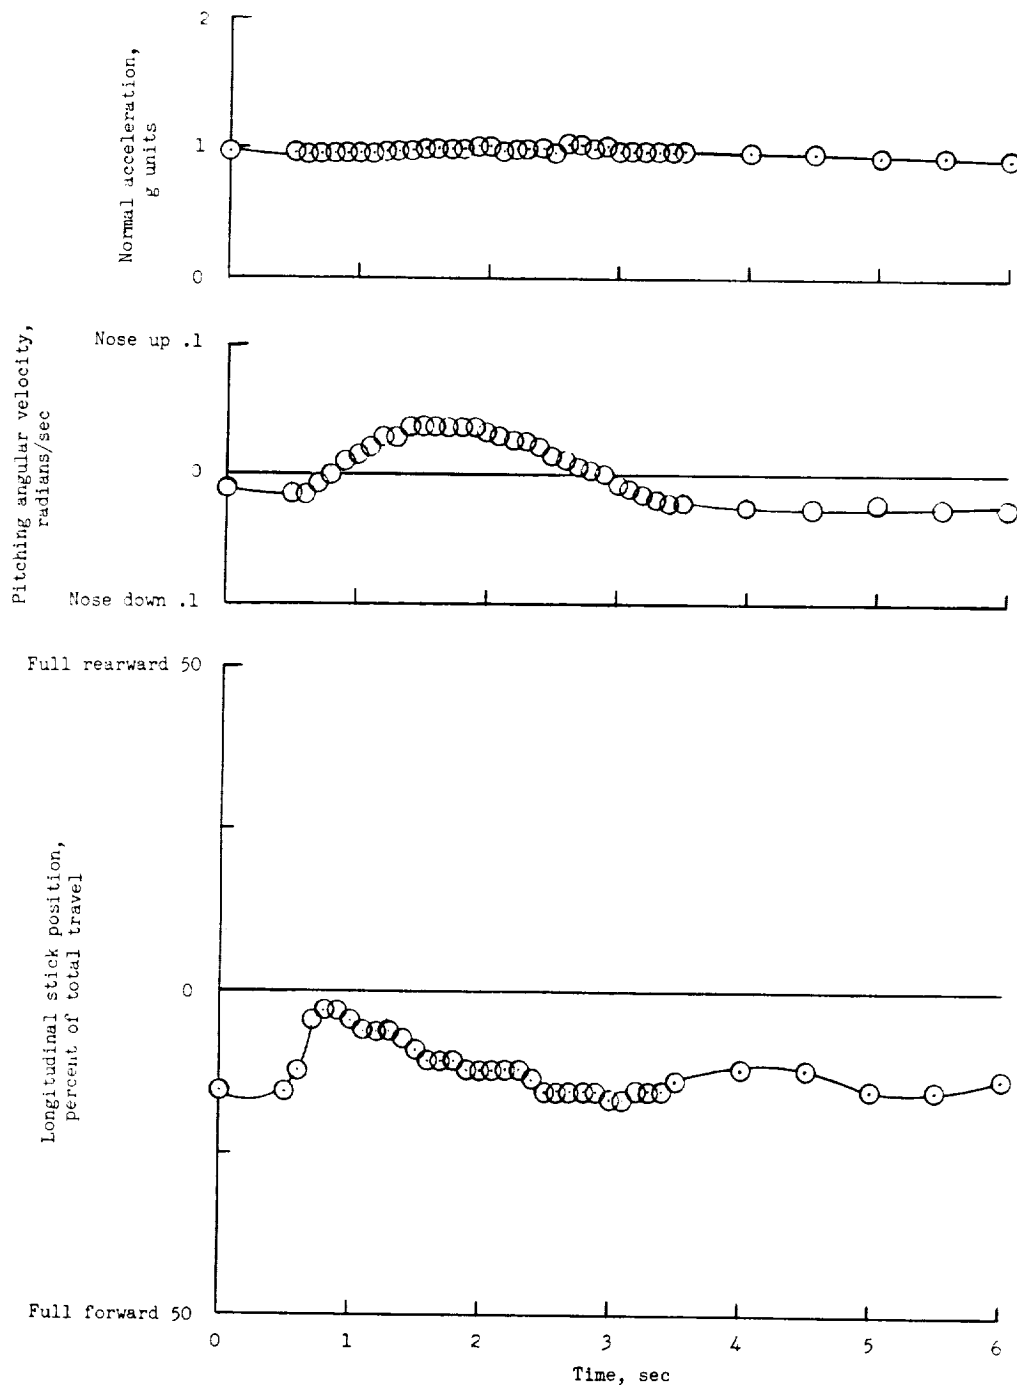 2
Normal acceleration,
g units
1
0
Nose up .1
Pitching angular velocity,
radians/sec
0
Nose down .1
Full rearward 50
Longitudinal stick position,
percent of total travel
0
Full forward 50
0 1 2 3 4 5 6
Time, sec